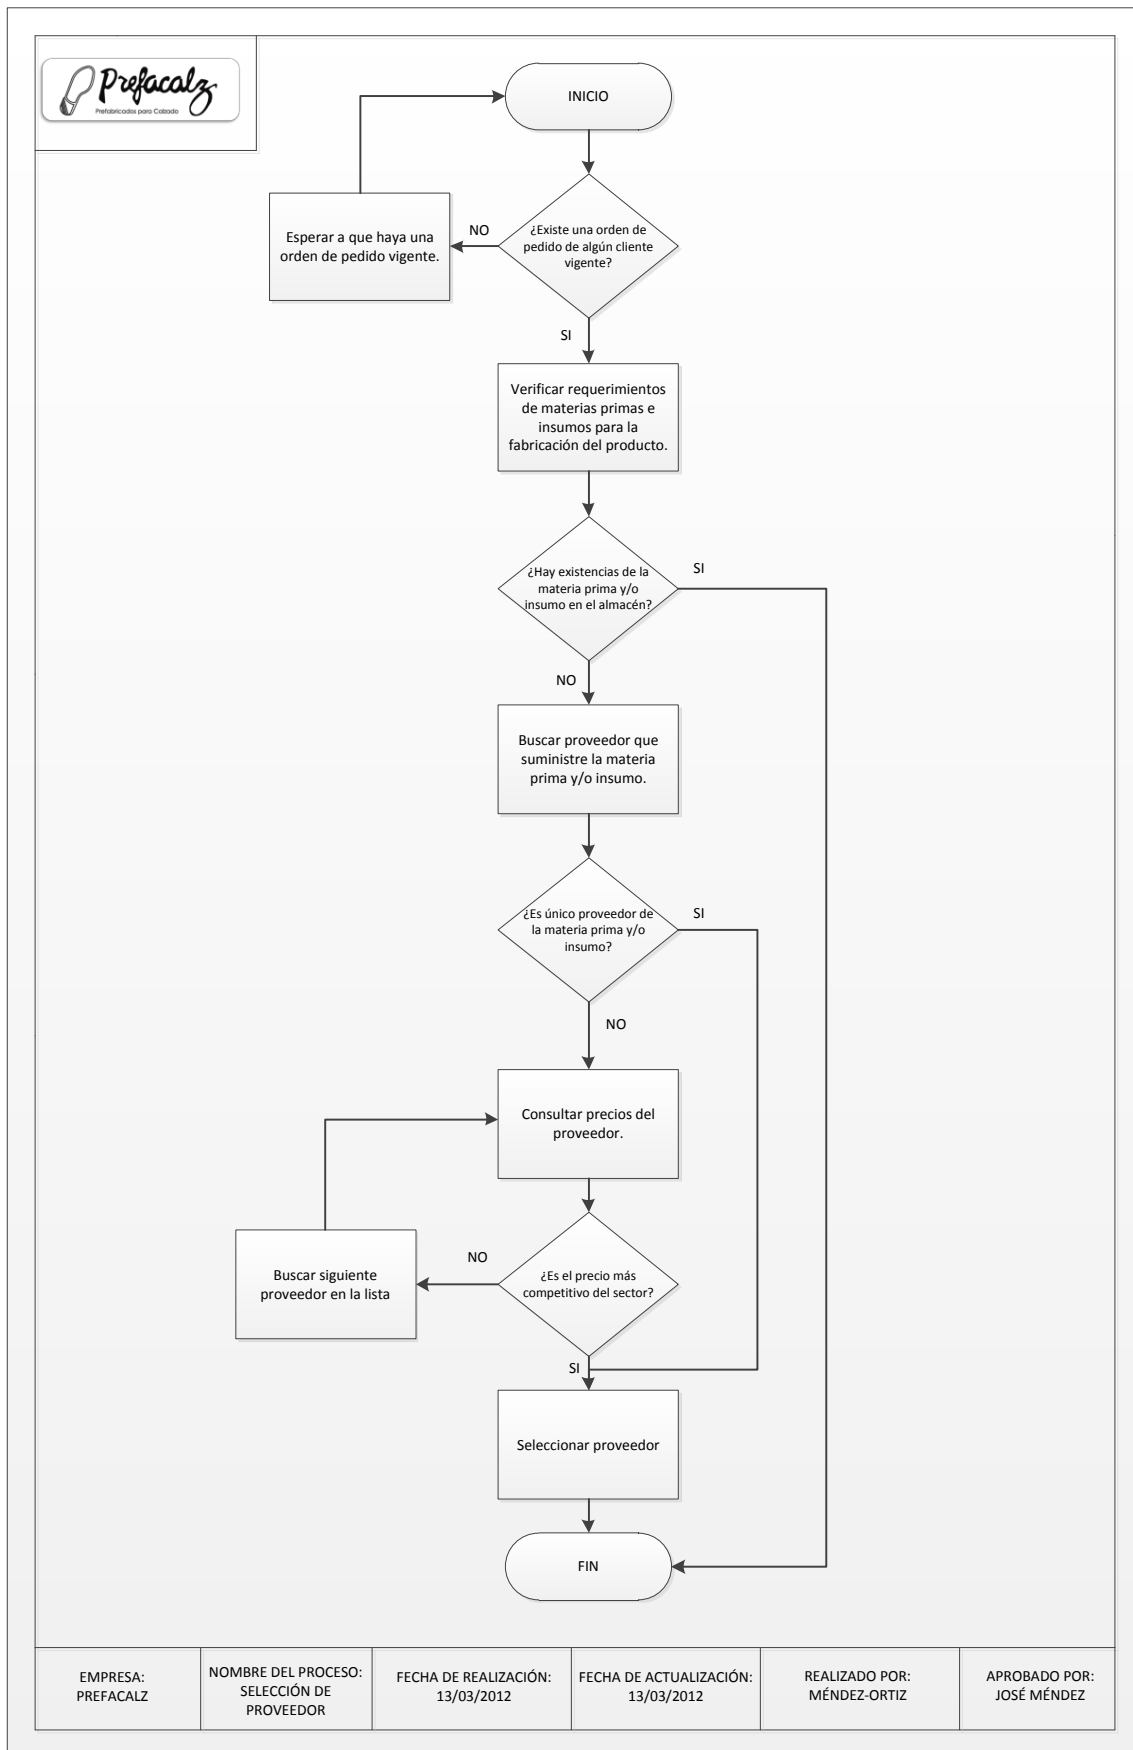 Prefacalz
Prefabricados para Calzado
INICIO
¿Existe una orden de
pedido de algún cliente
vigente?
NO
Esperar a que haya una
orden de pedido vigente.
SI
Verificar requerimientos
de materias primas e
insumos para la
fabricación del producto.
¿Hay existencias de la
materia prima y/o
insumo en el almacén?
SI
NO
Buscar proveedor que
suministre la materia
prima y/o insumo.
¿Es único proveedor de
la materia prima y/o
insumo?
SI
NO
Consultar precios del
proveedor.
¿Es el precio más
competitivo del sector?
NO
Buscar siguiente
proveedor en la lista
SI
Seleccionar proveedor
FIN
EMPRESA:
PREFACALZ
NOMBRE DEL PROCESO:
SELECCIÓN DE
PROVEEDOR
FECHA DE REALIZACIÓN:
13/03/2012
FECHA DE ACTUALIZACIÓN:
13/03/2012
REALIZADO POR:
MÉNDEZ-ORTIZ
APROBADO POR:
JOSÉ MÉNDEZ